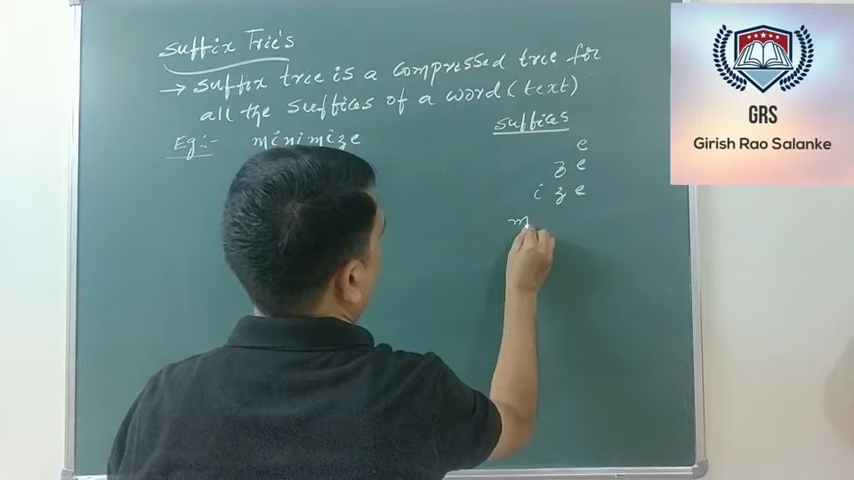 Suffix Trie's
→ suffix tree is a compressed trie for
all the suffices of a word (text)
Eg:- minimize
suffices
e
ze
ize
m
GRS
Girish Rao Salanke